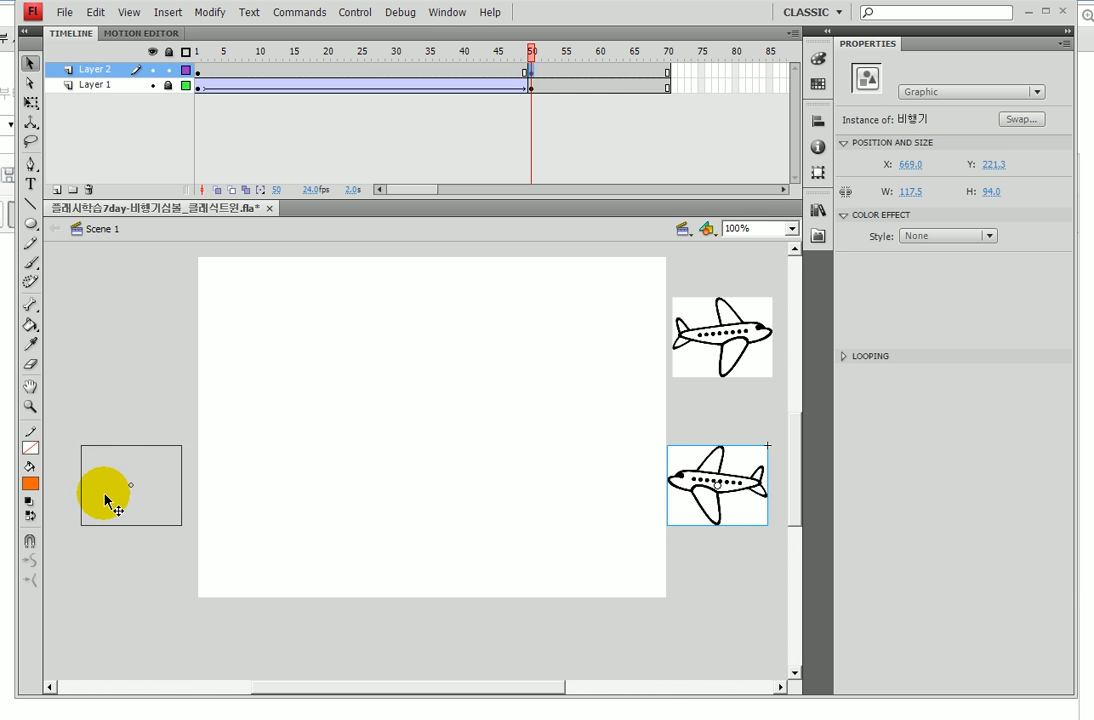 Fl File Edit View Insert Modify Text Commands Control Debug Window Help CLASSIC
TIMELINE MOTION EDITOR
1 5 10 15 20 25 30 35 40 45 50 55 60 65 70 75 80 85
Layer 2
Layer 1
50 24.0fps 2.0s
플래시학습7day-비행기심볼_클래식트윈.fla*
Scene 1 100%
PROPERTIES
Graphic
Instance of: 비행기 Swap...
POSITION AND SIZE
X: 669.0 Y: 221.3
W: 117.5 H: 94.0
COLOR EFFECT
Style: None
LOOPING